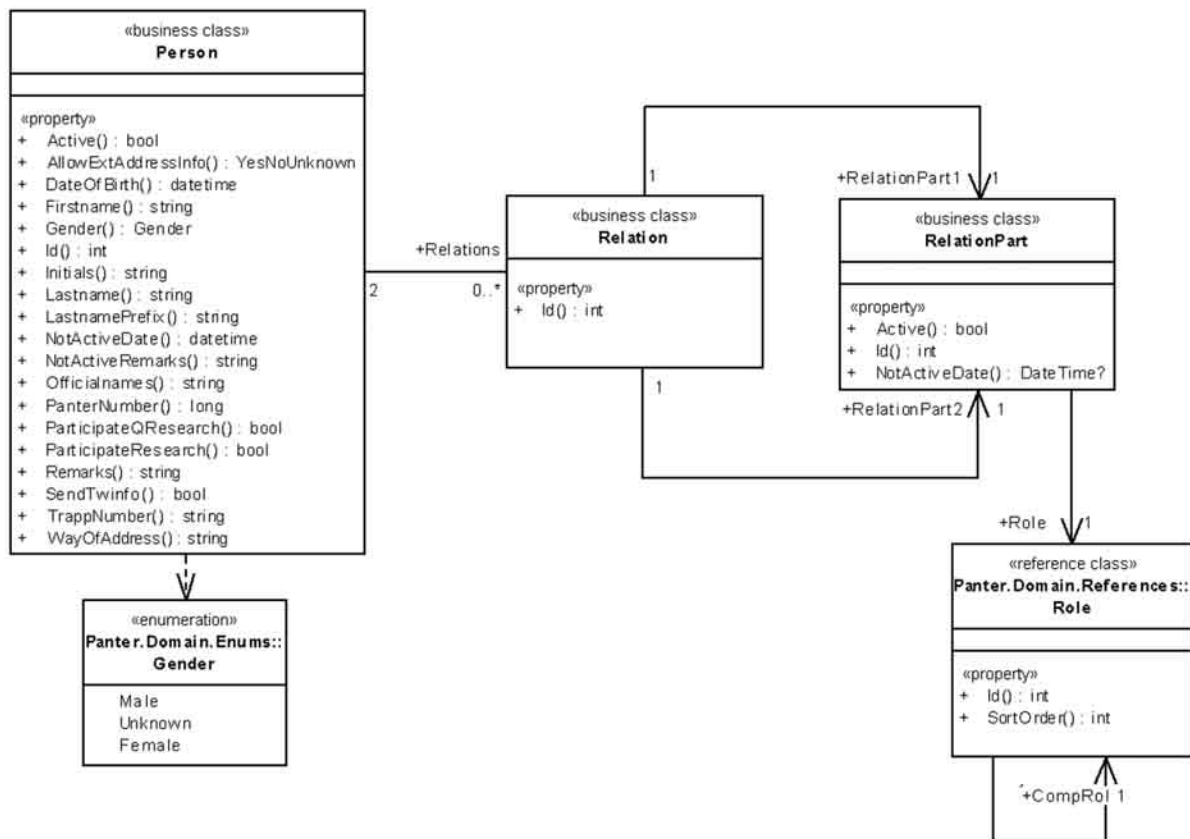 «business class»
Person
«property»
+ Active() : bool
+ AllowExtAddressInfo() : YesNoUnknown
+ DateOfBirth() : datetime
+ Firstname() : string
+ Gender() : Gender
+ Id() : int
+ Initials() : string
+ Lastname() : string
+ LastnamePrefix() : string
+ NotActiveDate() : datetime
+ NotActiveRemarks() : string
+ Officialnames() : string
+ PanterNumber() : long
+ ParticipateQResearch() : bool
+ ParticipateResearch() : bool
+ Remarks() : string
+ SendTwinfo() : bool
+ TrappNumber() : string
+ WayOfAddress() : string
+Relations
2
0..*
«business class»
Relation
«property»
+ Id() : int
1
+RelationPart1
1
1
+RelationPart2
1
«business class»
RelationPart
«property»
+ Active() : bool
+ Id() : int
+ NotActiveDate() : DateTime?
+Role
1
«enumeration»
Panter.Domain.Enums::
Gender
Male
Unknown
Female
«reference class»
Panter.Domain.References::
Role
«property»
+ Id() : int
+ SortOrder() : int
+CompRol 1